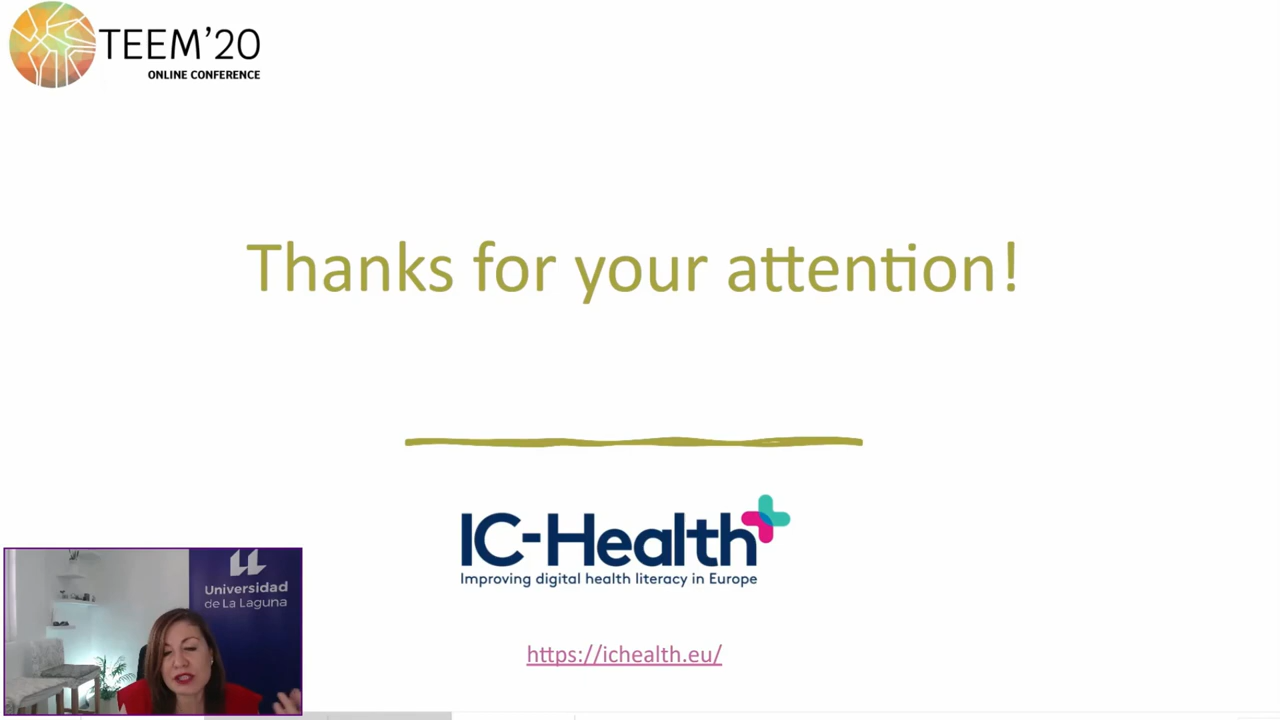 TEEM'20
ONLINE CONFERENCE
Thanks for your attention!
IC-Health
Improving digital health literacy in Europe
https://ichealth.eu/
Universidad
de La Laguna